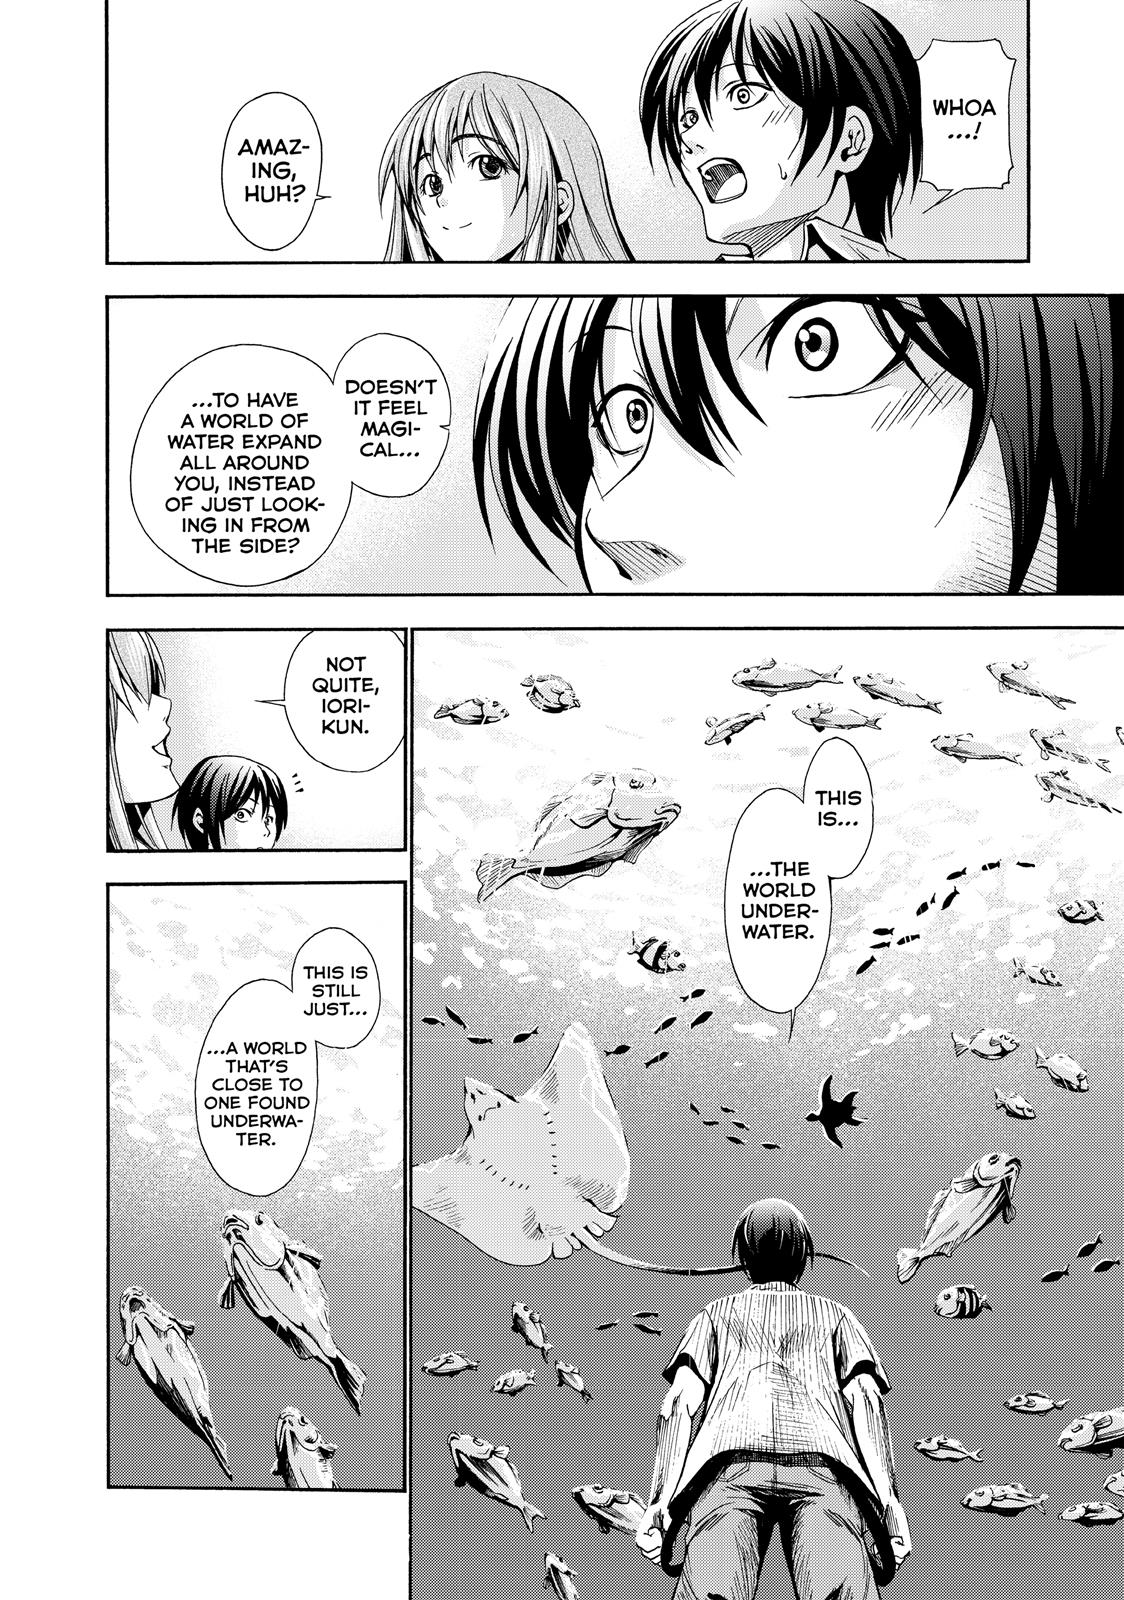 WHOA
...!
AMAZ-
ING,
HUH?
DOESN'T
IT FEEL
MAGI-
CAL...
...TO HAVE
A WORLD OF
WATER EXPAND
ALL AROUND
YOU, INSTEAD
OF JUST LOOK-
ING IN FROM
THE SIDE?
THIS
IS...
...THE
WORLD
UNDER-
WATER.
NOT
QUITE,
IORI-
KUN.
THIS IS
STILL
JUST...
...A WORLD
THAT'S
CLOSE TO
ONE FOUND
UNDERWA-
TER.